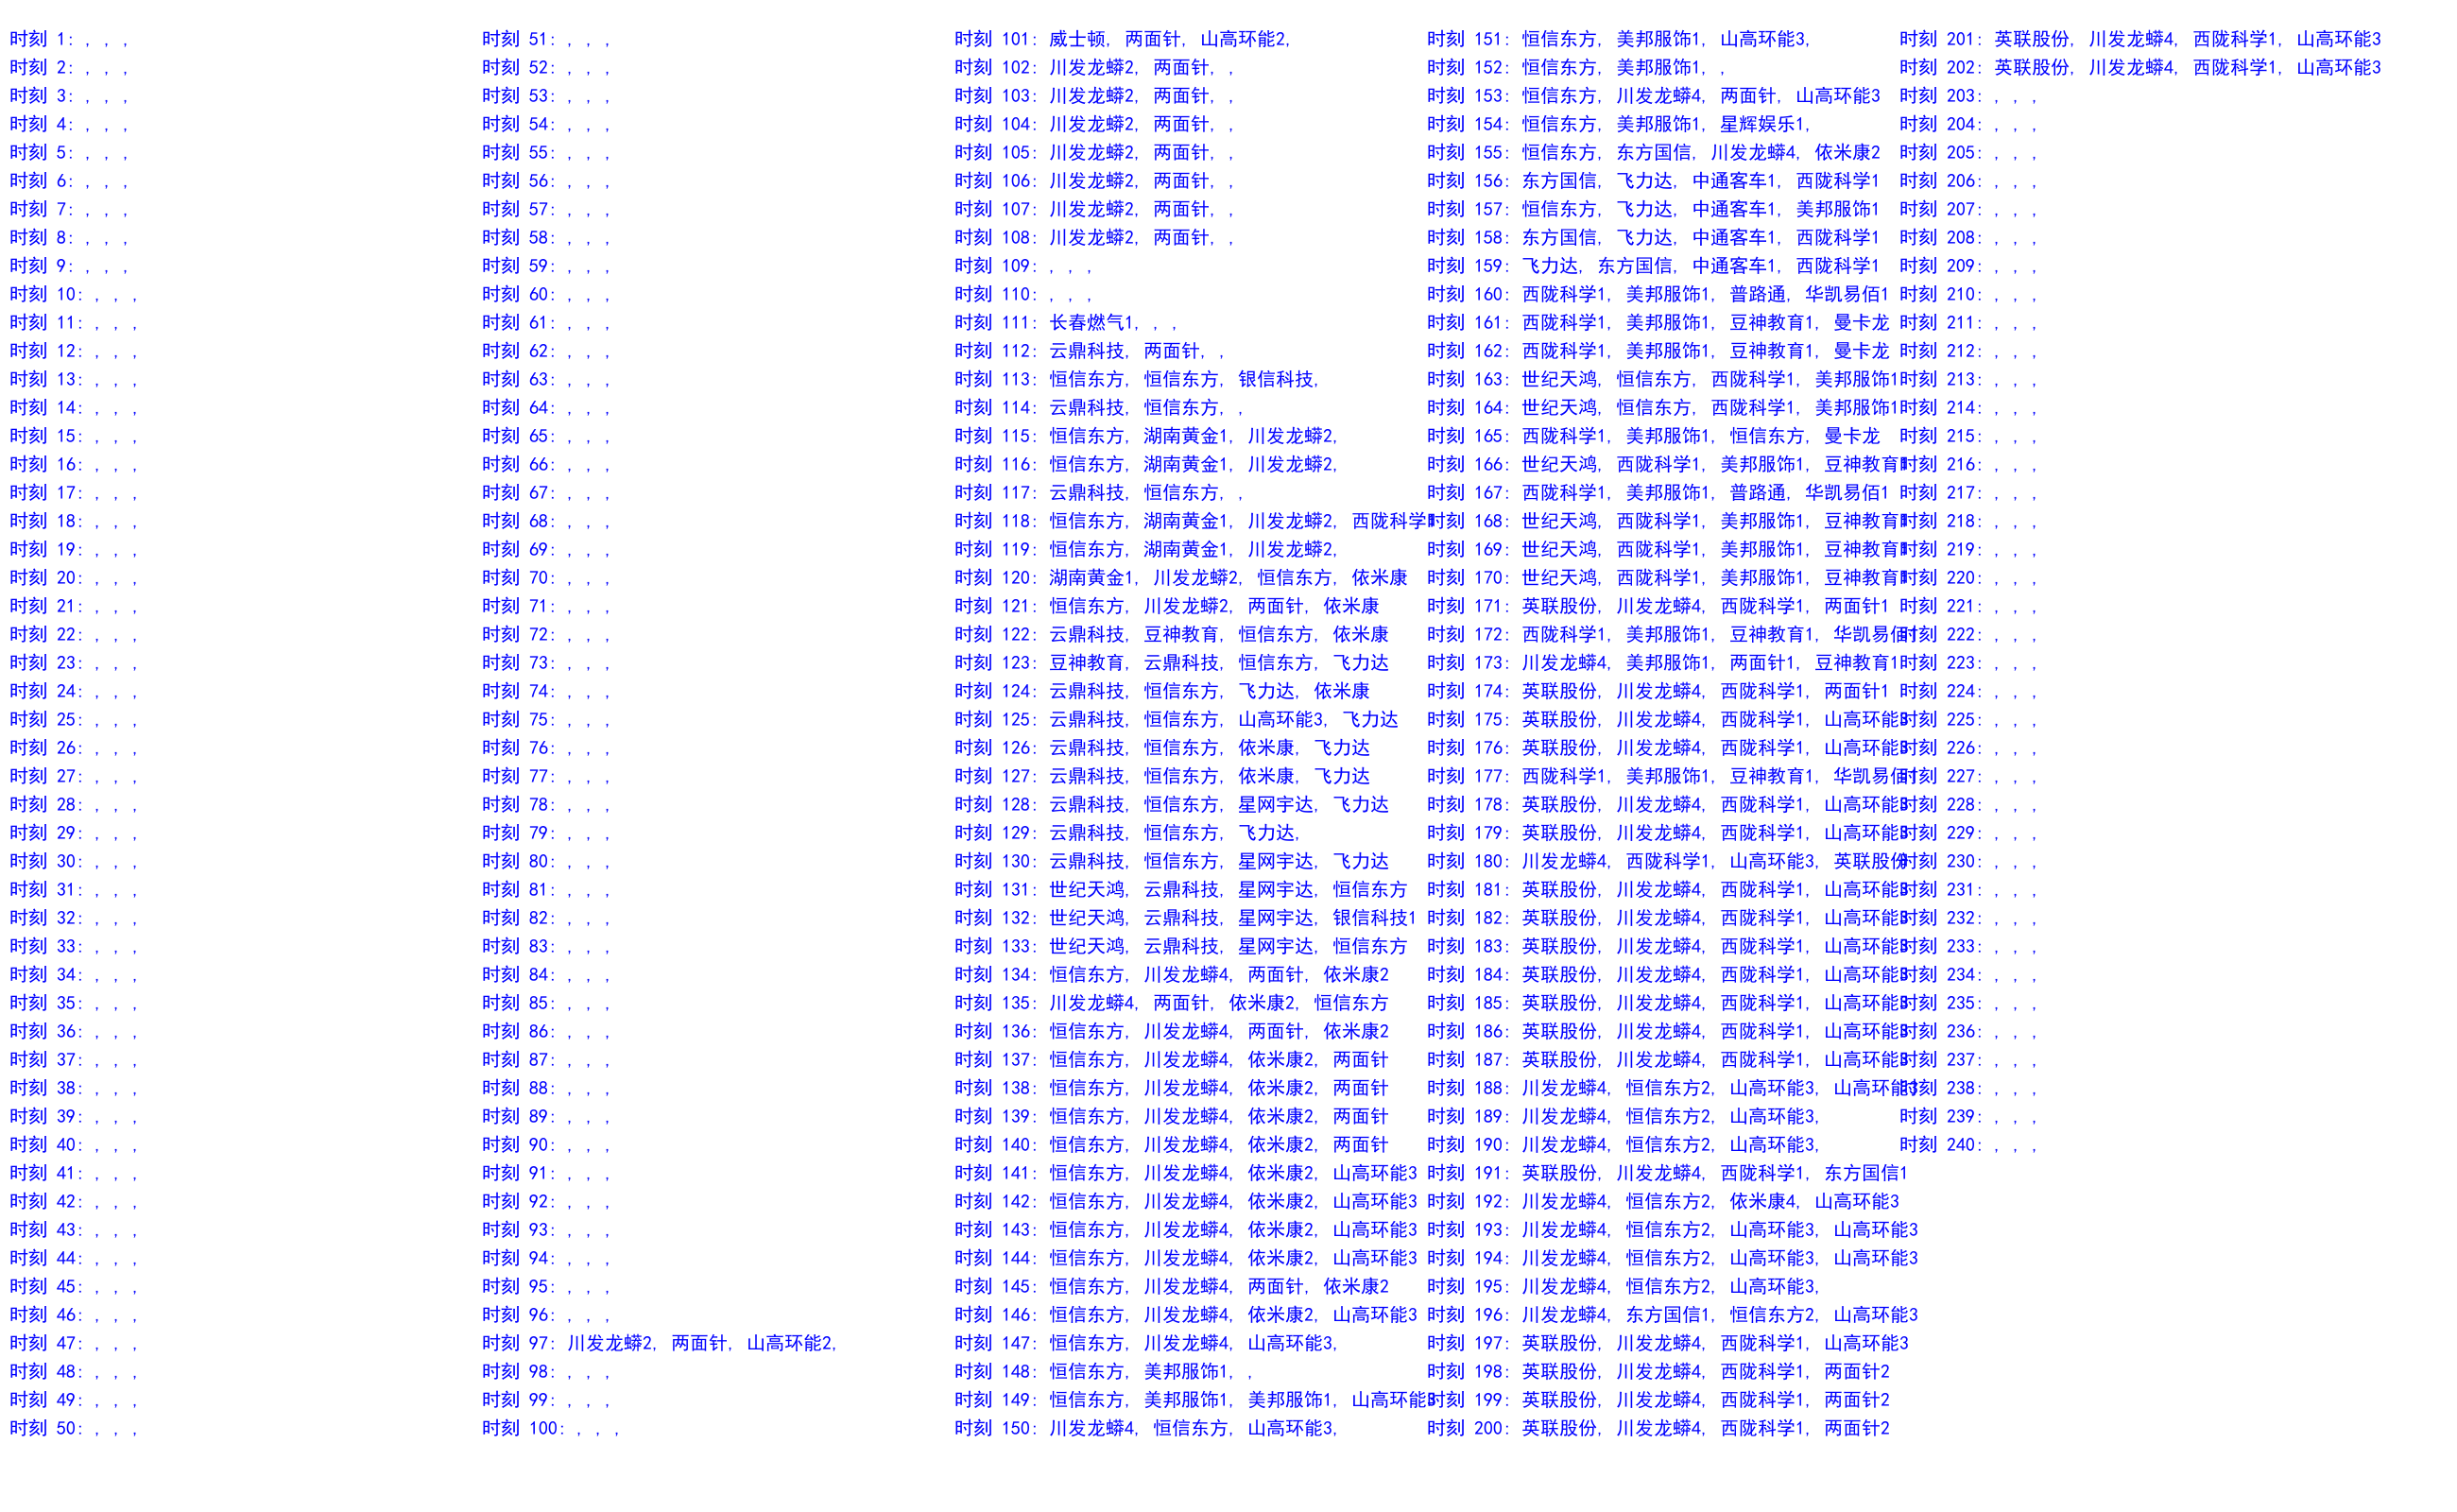 时刻 1: , , ,
时刻 2: , , ,
时刻 3: , , ,
时刻 4: , , ,
时刻 5: , , ,
时刻 6: , , ,
时刻 7: , , ,
时刻 8: , , ,
时刻 9: , , ,
时刻 10: , , ,
时刻 11: , , ,
时刻 12: , , ,
时刻 13: , , ,
时刻 14: , , ,
时刻 15: , , ,
时刻 16: , , ,
时刻 17: , , ,
时刻 18: , , ,
时刻 19: , , ,
时刻 20: , , ,
时刻 21: , , ,
时刻 22: , , ,
时刻 23: , , ,
时刻 24: , , ,
时刻 25: , , ,
时刻 26: , , ,
时刻 27: , , ,
时刻 28: , , ,
时刻 29: , , ,
时刻 30: , , ,
时刻 31: , , ,
时刻 32: , , ,
时刻 33: , , ,
时刻 34: , , ,
时刻 35: , , ,
时刻 36: , , ,
时刻 37: , , ,
时刻 38: , , ,
时刻 39: , , ,
时刻 40: , , ,
时刻 41: , , ,
时刻 42: , , ,
时刻 43: , , ,
时刻 44: , , ,
时刻 45: , , ,
时刻 46: , , ,
时刻 47: , , ,
时刻 48: , , ,
时刻 49: , , ,
时刻 50: , , ,
时刻 51: , , ,
时刻 52: , , ,
时刻 53: , , ,
时刻 54: , , ,
时刻 55: , , ,
时刻 56: , , ,
时刻 57: , , ,
时刻 58: , , ,
时刻 59: , , ,
时刻 60: , , ,
时刻 61: , , ,
时刻 62: , , ,
时刻 63: , , ,
时刻 64: , , ,
时刻 65: , , ,
时刻 66: , , ,
时刻 67: , , ,
时刻 68: , , ,
时刻 69: , , ,
时刻 70: , , ,
时刻 71: , , ,
时刻 72: , , ,
时刻 73: , , ,
时刻 74: , , ,
时刻 75: , , ,
时刻 76: , , ,
时刻 77: , , ,
时刻 78: , , ,
时刻 79: , , ,
时刻 80: , , ,
时刻 81: , , ,
时刻 82: , , ,
时刻 83: , , ,
时刻 84: , , ,
时刻 85: , , ,
时刻 86: , , ,
时刻 87: , , ,
时刻 88: , , ,
时刻 89: , , ,
时刻 90: , , ,
时刻 91: , , ,
时刻 92: , , ,
时刻 93: , , ,
时刻 94: , , ,
时刻 95: , , ,
时刻 96: , , ,
时刻 97: 川发龙蟒2, 两面针, 山高环能2,
时刻 98: , , ,
时刻 99: , , ,
时刻 100: , , ,
时刻 101: 威士顿, 两面针, 山高环能2,
时刻 102: 川发龙蟒2, 两面针, ,
时刻 103: 川发龙蟒2, 两面针, ,
时刻 104: 川发龙蟒2, 两面针, ,
时刻 105: 川发龙蟒2, 两面针, ,
时刻 106: 川发龙蟒2, 两面针, ,
时刻 107: 川发龙蟒2, 两面针, ,
时刻 108: 川发龙蟒2, 两面针, ,
时刻 109: , , ,
时刻 110: , , ,
时刻 111: 长春燃气1, , ,
时刻 112: 云鼎科技, 两面针, ,
时刻 113: 恒信东方, 恒信东方, 银信科技,
时刻 114: 云鼎科技, 恒信东方, ,
时刻 115: 恒信东方, 湖南黄金1, 川发龙蟒2,
时刻 116: 恒信东方, 湖南黄金1, 川发龙蟒2,
时刻 117: 云鼎科技, 恒信东方, ,
时刻 118: 恒信东方, 湖南黄金1, 川发龙蟒2, 西陇科学
时刻 119: 恒信东方, 湖南黄金1, 川发龙蟒2,
时刻 120: 湖南黄金1, 川发龙蟒2, 恒信东方, 依米康
时刻 121: 恒信东方, 川发龙蟒2, 两面针, 依米康
时刻 122: 云鼎科技, 豆神教育, 恒信东方, 依米康
时刻 123: 豆神教育, 云鼎科技, 恒信东方, 飞力达
时刻 124: 云鼎科技, 恒信东方, 飞力达, 依米康
时刻 125: 云鼎科技, 恒信东方, 山高环能3, 飞力达
时刻 126: 云鼎科技, 恒信东方, 依米康, 飞力达
时刻 127: 云鼎科技, 恒信东方, 依米康, 飞力达
时刻 128: 云鼎科技, 恒信东方, 星网宇达, 飞力达
时刻 129: 云鼎科技, 恒信东方, 飞力达,
时刻 130: 云鼎科技, 恒信东方, 星网宇达, 飞力达
时刻 131: 世纪天鸿, 云鼎科技, 星网宇达, 恒信东方
时刻 132: 世纪天鸿, 云鼎科技, 星网宇达, 银信科技1
时刻 133: 世纪天鸿, 云鼎科技, 星网宇达, 恒信东方
时刻 134: 恒信东方, 川发龙蟒4, 两面针, 依米康2
时刻 135: 川发龙蟒4, 两面针, 依米康2, 恒信东方
时刻 136: 恒信东方, 川发龙蟒4, 两面针, 依米康2
时刻 137: 恒信东方, 川发龙蟒4, 依米康2, 两面针
时刻 138: 恒信东方, 川发龙蟒4, 依米康2, 两面针
时刻 139: 恒信东方, 川发龙蟒4, 依米康2, 两面针
时刻 140: 恒信东方, 川发龙蟒4, 依米康2, 两面针
时刻 141: 恒信东方, 川发龙蟒4, 依米康2, 山高环能3
时刻 142: 恒信东方, 川发龙蟒4, 依米康2, 山高环能3
时刻 143: 恒信东方, 川发龙蟒4, 依米康2, 山高环能3
时刻 144: 恒信东方, 川发龙蟒4, 依米康2, 山高环能3
时刻 145: 恒信东方, 川发龙蟒4, 两面针, 依米康2
时刻 146: 恒信东方, 川发龙蟒4, 依米康2, 山高环能3
时刻 147: 恒信东方, 川发龙蟒4, 山高环能3,
时刻 148: 恒信东方, 美邦服饰1, ,
时刻 149: 恒信东方, 美邦服饰1, 美邦服饰1, 山高环能3
时刻 150: 川发龙蟒4, 恒信东方, 山高环能3,
时刻 151: 恒信东方, 美邦服饰1, 山高环能3,
时刻 152: 恒信东方, 美邦服饰1, ,
时刻 153: 恒信东方, 川发龙蟒4, 两面针, 山高环能3
时刻 154: 恒信东方, 美邦服饰1, 星辉娱乐1,
时刻 155: 恒信东方, 东方国信, 川发龙蟒4, 依米康2
时刻 156: 东方国信, 飞力达, 中通客车1, 西陇科学1
时刻 157: 恒信东方, 飞力达, 中通客车1, 美邦服饰1
时刻 158: 东方国信, 飞力达, 中通客车1, 西陇科学1
时刻 159: 飞力达, 东方国信, 中通客车1, 西陇科学1
时刻 160: 西陇科学1, 美邦服饰1, 普路通, 华凯易佰1
时刻 161: 西陇科学1, 美邦服饰1, 豆神教育1, 曼卡龙
时刻 162: 西陇科学1, 美邦服饰1, 豆神教育1, 曼卡龙
时刻 163: 世纪天鸿, 恒信东方, 西陇科学1, 美邦服饰1
时刻 164: 世纪天鸿, 恒信东方, 西陇科学1, 美邦服饰1
时刻 165: 西陇科学1, 美邦服饰1, 恒信东方, 曼卡龙
时刻 166: 世纪天鸿, 西陇科学1, 美邦服饰1, 豆神教育1
时刻 167: 西陇科学1, 美邦服饰1, 普路通, 华凯易佰1
时刻 168: 世纪天鸿, 西陇科学1, 美邦服饰1, 豆神教育1
时刻 169: 世纪天鸿, 西陇科学1, 美邦服饰1, 豆神教育1
时刻 170: 世纪天鸿, 西陇科学1, 美邦服饰1, 豆神教育1
时刻 171: 英联股份, 川发龙蟒4, 西陇科学1, 两面针1
时刻 172: 西陇科学1, 美邦服饰1, 豆神教育1, 华凯易佰1
时刻 173: 川发龙蟒4, 美邦服饰1, 两面针1, 豆神教育1
时刻 174: 英联股份, 川发龙蟒4, 西陇科学1, 两面针1
时刻 175: 英联股份, 川发龙蟒4, 西陇科学1, 山高环能3
时刻 176: 英联股份, 川发龙蟒4, 西陇科学1, 山高环能3
时刻 177: 西陇科学1, 美邦服饰1, 豆神教育1, 华凯易佰1
时刻 178: 英联股份, 川发龙蟒4, 西陇科学1, 山高环能3
时刻 179: 英联股份, 川发龙蟒4, 西陇科学1, 山高环能3
时刻 180: 川发龙蟒4, 西陇科学1, 山高环能3, 英联股份
时刻 181: 英联股份, 川发龙蟒4, 西陇科学1, 山高环能3
时刻 182: 英联股份, 川发龙蟒4, 西陇科学1, 山高环能3
时刻 183: 英联股份, 川发龙蟒4, 西陇科学1, 山高环能3
时刻 184: 英联股份, 川发龙蟒4, 西陇科学1, 山高环能3
时刻 185: 英联股份, 川发龙蟒4, 西陇科学1, 山高环能3
时刻 186: 英联股份, 川发龙蟒4, 西陇科学1, 山高环能3
时刻 187: 英联股份, 川发龙蟒4, 西陇科学1, 山高环能3
时刻 188: 川发龙蟒4, 恒信东方2, 山高环能3, 山高环能3
时刻 189: 川发龙蟒4, 恒信东方2, 山高环能3,
时刻 190: 川发龙蟒4, 恒信东方2, 山高环能3,
时刻 191: 英联股份, 川发龙蟒4, 西陇科学1, 东方国信1
时刻 192: 川发龙蟒4, 恒信东方2, 依米康4, 山高环能3
时刻 193: 川发龙蟒4, 恒信东方2, 山高环能3, 山高环能3
时刻 194: 川发龙蟒4, 恒信东方2, 山高环能3, 山高环能3
时刻 195: 川发龙蟒4, 恒信东方2, 山高环能3,
时刻 196: 川发龙蟒4, 东方国信1, 恒信东方2, 山高环能3
时刻 197: 英联股份, 川发龙蟒4, 西陇科学1, 山高环能3
时刻 198: 英联股份, 川发龙蟒4, 西陇科学1, 两面针2
时刻 199: 英联股份, 川发龙蟒4, 西陇科学1, 两面针2
时刻 200: 英联股份, 川发龙蟒4, 西陇科学1, 两面针2
时刻 201: 英联股份, 川发龙蟒4, 西陇科学1, 山高环能3
时刻 202: 英联股份, 川发龙蟒4, 西陇科学1, 山高环能3
时刻 203: , , ,
时刻 204: , , ,
时刻 205: , , ,
时刻 206: , , ,
时刻 207: , , ,
时刻 208: , , ,
时刻 209: , , ,
时刻 210: , , ,
时刻 211: , , ,
时刻 212: , , ,
时刻 213: , , ,
时刻 214: , , ,
时刻 215: , , ,
时刻 216: , , ,
时刻 217: , , ,
时刻 218: , , ,
时刻 219: , , ,
时刻 220: , , ,
时刻 221: , , ,
时刻 222: , , ,
时刻 223: , , ,
时刻 224: , , ,
时刻 225: , , ,
时刻 226: , , ,
时刻 227: , , ,
时刻 228: , , ,
时刻 229: , , ,
时刻 230: , , ,
时刻 231: , , ,
时刻 232: , , ,
时刻 233: , , ,
时刻 234: , , ,
时刻 235: , , ,
时刻 236: , , ,
时刻 237: , , ,
时刻 238: , , ,
时刻 239: , , ,
时刻 240: , , ,